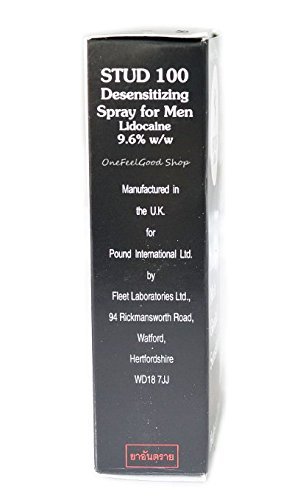 STUD 100
Desensitizing
Spray for Men
Lidocaine
9.6% w/w
OneFeelGood Shop
Manufactured in
the U.K.
for
Pound International Ltd.
by
Fleet Laboratories Ltd.,
94 Rickmansworth Road,
Watford,
Hertfordshire
WD18 7JJ
ยาอันตราย